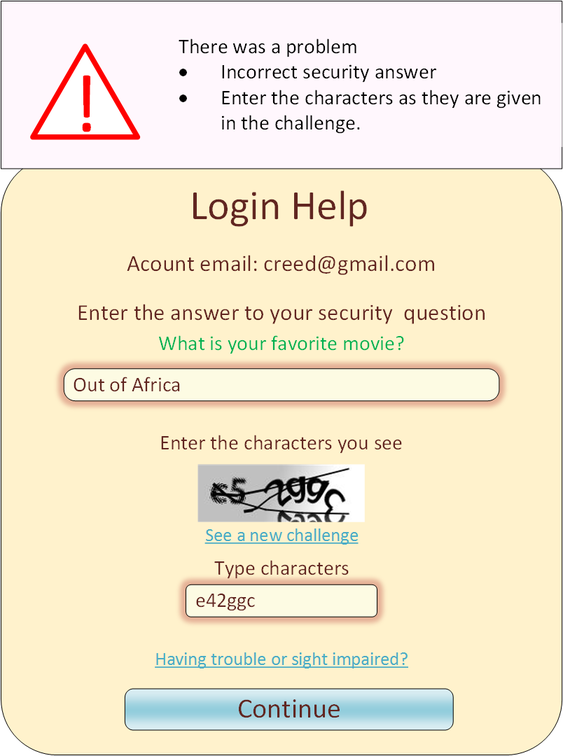 There was a problem
• Incorrect security answer
• Enter the characters as they are given
in the challenge.
Login Help
Acount email: creed@gmail.com
Enter the answer to your security  question
What is your favorite movie?
Out of Africa
Enter the characters you see
See a new challenge
Type characters
e42ggc
Having trouble or sight impaired?
Continue